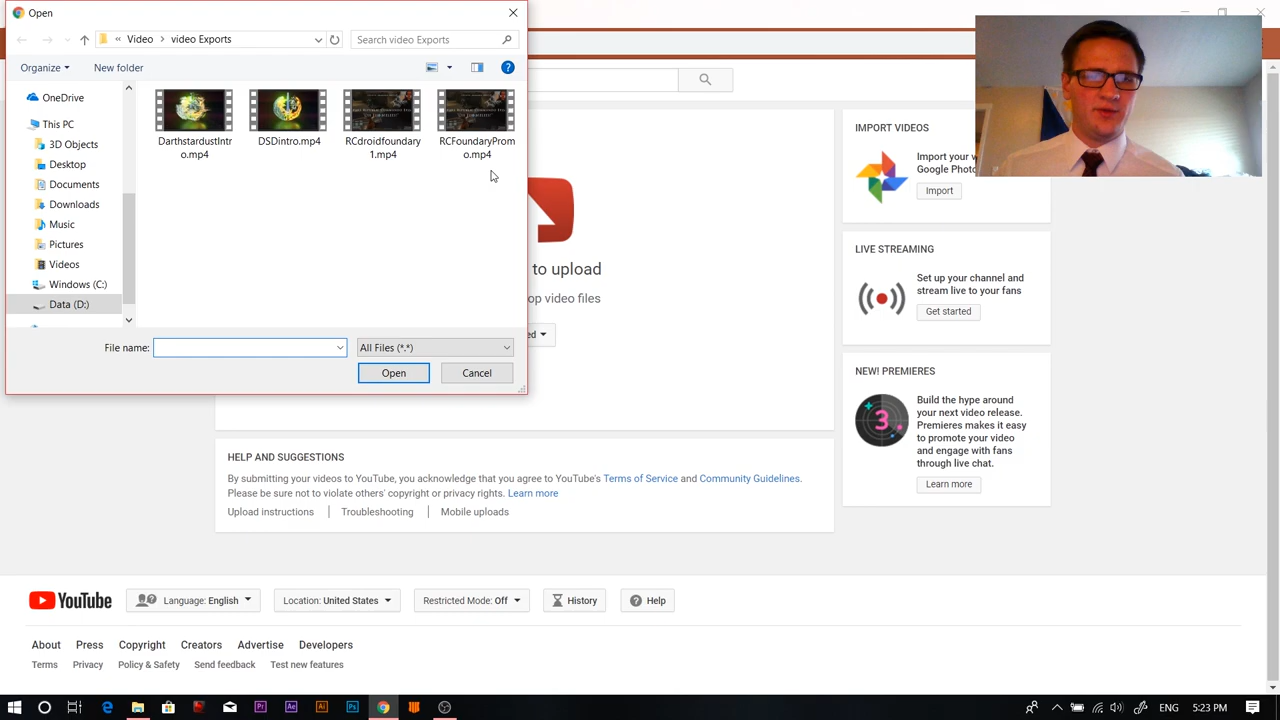 Open
« Video › video Exports
Search video Exports
Organize
New folder
OneDrive
This PC
3D Objects
Desktop
Documents
Downloads
Music
Pictures
Videos
Windows (C:)
Data (D:)
DarthstardustIntr
o.mp4
DSDintro.mp4
RCdroidfoundary
1.mp4
RCFoundaryProm
o.mp4
File name:
All Files (*.*)
Open
Cancel
to upload
op video files
ed
IMPORT VIDEOS
Import your v
Google Phot
Import
LIVE STREAMING
Set up your channel and
stream live to your fans
Get started
NEW! PREMIERES
3
Build the hype around
your next video release.
Premieres makes it easy
to promote your video
and engage with fans
through live chat.
Learn more
HELP AND SUGGESTIONS
By submitting your videos to YouTube, you acknowledge that you agree to YouTube's Terms of Service and Community Guidelines.
Please be sure not to violate others' copyright or privacy rights. Learn more
Upload instructions
Troubleshooting
Mobile uploads
YouTube
Language: English
Location: United States
Restricted Mode: Off
History
Help
About Press Copyright Creators Advertise Developers
Terms Privacy Policy & Safety Send feedback Test new features
Pr Ae Ai Ps
ENG 5:23 PM